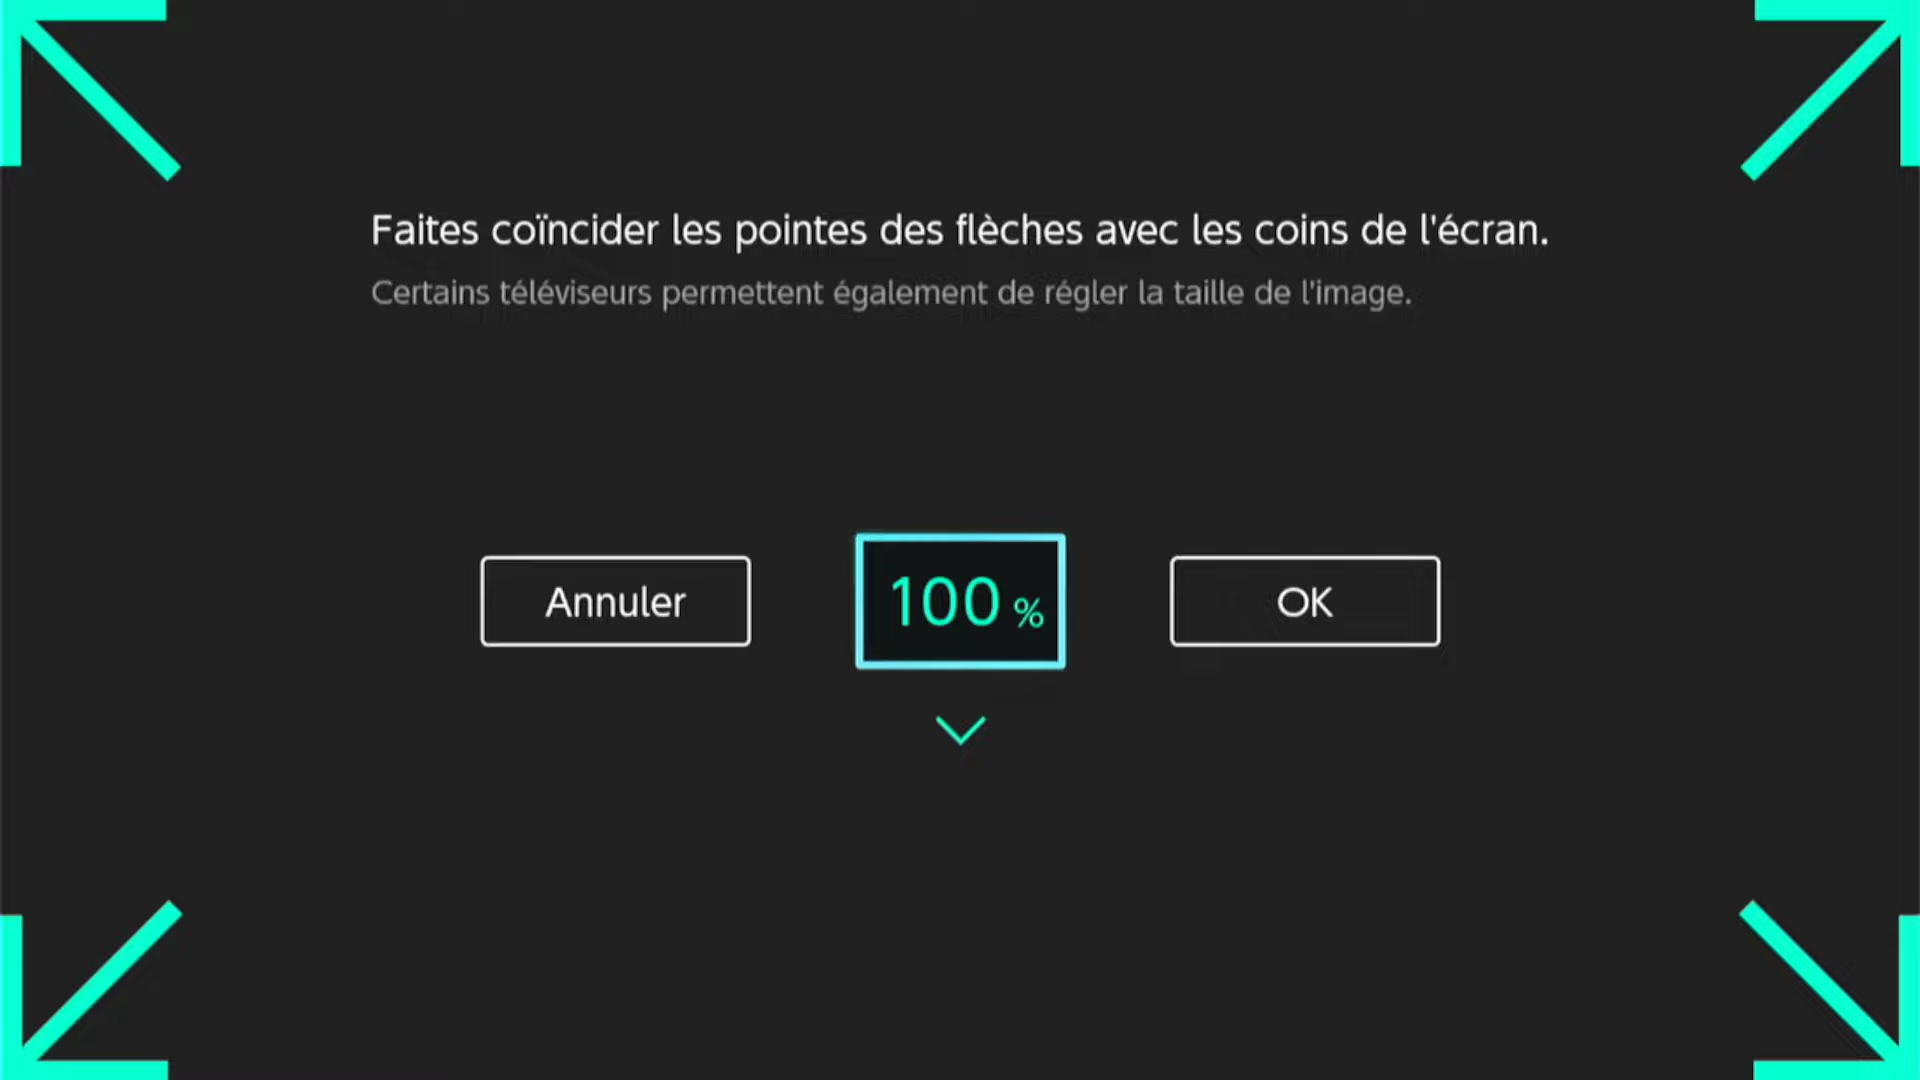 Faites coïncider les pointes des flèches avec les coins de l'écran.
Certains téléviseurs permettent également de régler la taille de l'image.
Annuler
100 %
OK